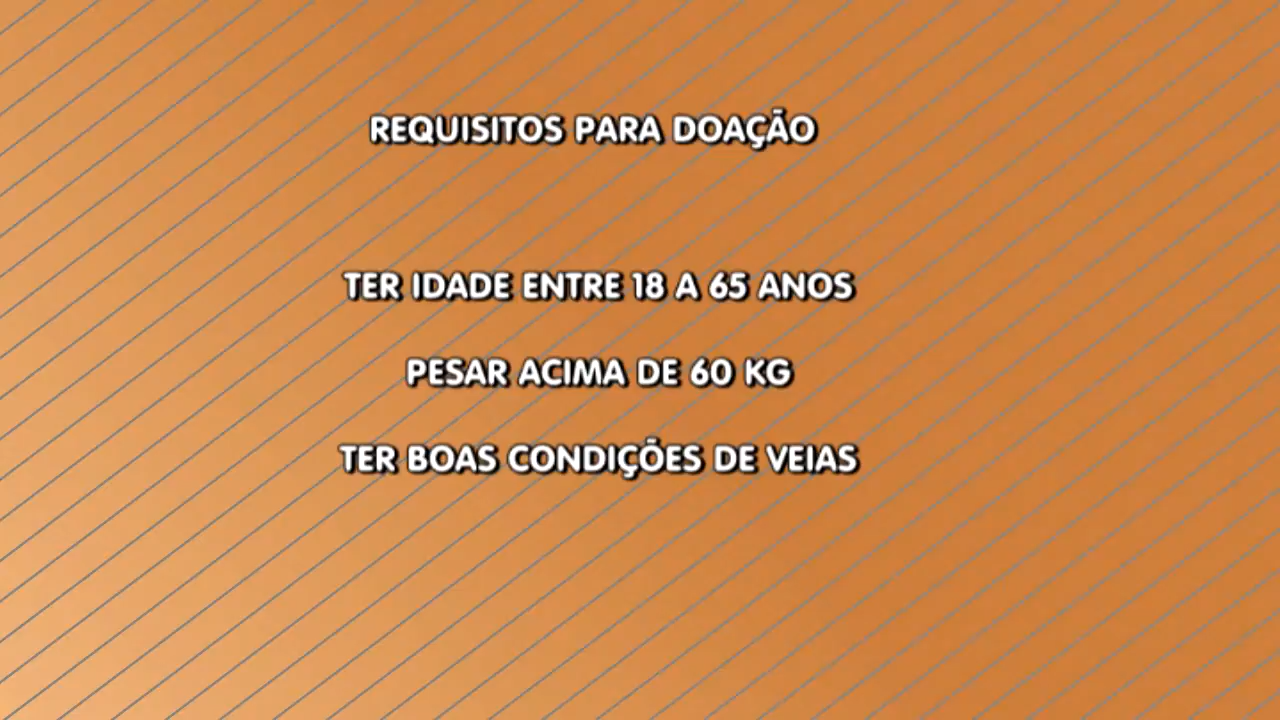 REQUISITOS PARA DOAÇÃO
TER IDADE ENTRE 18 A 65 ANOS
PESAR ACIMA DE 60 KG
TER BOAS CONDIÇÕES DE VEIAS